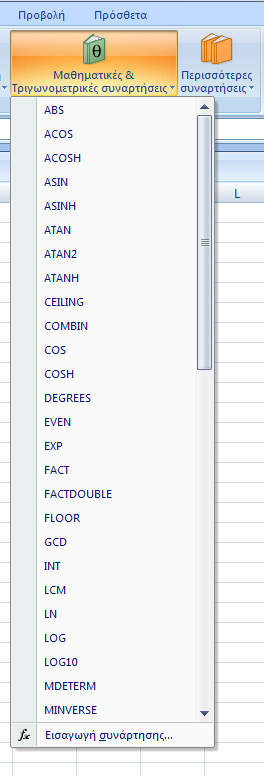 Προβολή Πρόσθετα
Μαθηματικές & Τριγωνομετρικές συναρτήσεις
Περισσότερες συναρτήσεις
L
ABS
ACOS
ACOSH
ASIN
ASINH
ATAN
ATAN2
ATANH
CEILING
COMBIN
COS
COSH
DEGREES
EVEN
EXP
FACT
FACTDOUBLE
FLOOR
GCD
INT
LCM
LN
LOG
LOG10
MDETERM
MINVERSE
fx Εισαγωγή συνάρτησης...